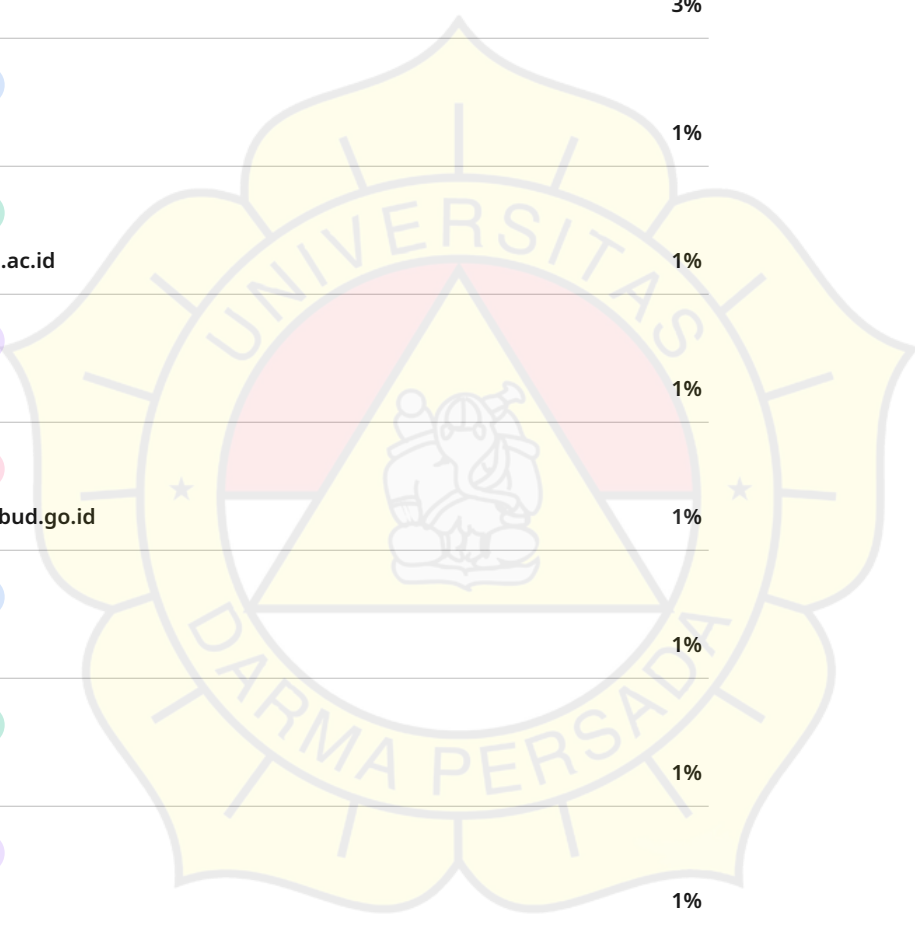 3%
1%
UNIVERSITAS
.ac.id 1%
1%
bud.go.id 1%
1%
DARMA PERSADA
1%
1%